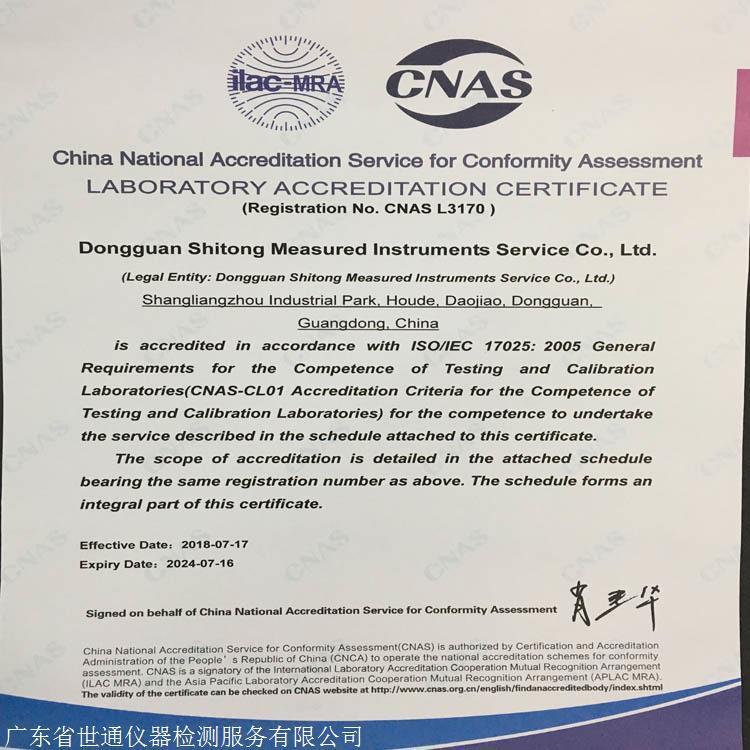 ilac-MRA
CNAS
China National Accreditation Service for Conformity Assessment
LABORATORY ACCREDITATION CERTIFICATE
(Registration No. CNAS L3170 )
Dongguan Shitong Measured Instruments Service Co., Ltd.
(Legal Entity: Dongguan Shitong Measured Instruments Service Co., Ltd.)
Shangliangzhou Industrial Park, Houde, Daojiao, Dongguan,
Guangdong, China
is accredited in accordance with ISO/IEC 17025: 2005 General
Requirements for the Competence of Testing and Calibration
Laboratories(CNAS-CL01 Accreditation Criteria for the Competence of
Testing and Calibration Laboratories) for the competence to undertake
the service described in the schedule attached to this certificate.
The scope of accreditation is detailed in the attached schedule
bearing the same registration number as above. The schedule forms an
integral part of this certificate.
Effective Date: 2018-07-17
Expiry Date: 2024-07-16
Signed on behalf of China National Accreditation Service for Conformity Assessment 肖建华
China National Accreditation Service for Conformity Assessment(CNAS) is authorized by Certification and Accreditation
Administration of the People's Republic of China (CNCA) to operate the national accreditation schemes for conformity
assessment. CNAS is a signatory of the International Laboratory Accreditation Cooperation Mutual Recognition Arrangement
(ILAC MRA) and the Asia Pacific Laboratory Accreditation Cooperation Mutual Recognition Arrangement (APLAC MRA).
The validity of the certificate can be checked on CNAS website at http://www.cnas.org.cn/english/findanaccreditedbody/index.shtml
广东省世通仪器检测服务有限公司